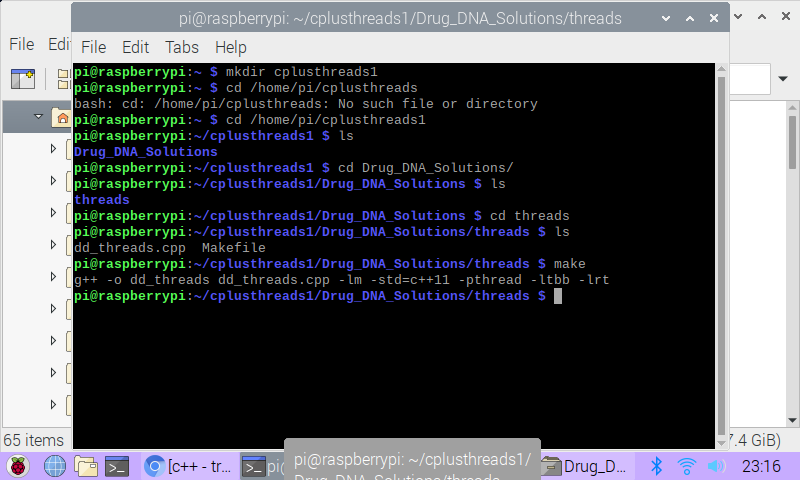 pi@raspberrypi: ~/cplusthreads1/Drug_DNA_Solutions/threads
File Edit Tabs Help
File Edi
pi@raspberrypi:~ $ mkdir cplusthreads1
pi@raspberrypi:~ $ cd /home/pi/cplusthreads
bash: cd: /home/pi/cplusthreads: No such file or directory
pi@raspberrypi:~ $ cd /home/pi/cplusthreads1
pi@raspberrypi:~/cplusthreads1 $ ls
Drug_DNA_Solutions
pi@raspberrypi:~/cplusthreads1 $ cd Drug_DNA_Solutions/
pi@raspberrypi:~/cplusthreads1/Drug_DNA_Solutions $ ls
threads
pi@raspberrypi:~/cplusthreads1/Drug_DNA_Solutions $ cd threads
pi@raspberrypi:~/cplusthreads1/Drug_DNA_Solutions/threads $ ls
dd_threads.cpp  Makefile
pi@raspberrypi:~/cplusthreads1/Drug_DNA_Solutions/threads $ make
g++ -o dd_threads dd_threads.cpp -lm -std=c++11 -pthread -ltbb -lrt
pi@raspberrypi:~/cplusthreads1/Drug_DNA_Solutions/threads $
65 items
7.4 GiB)
pi@raspberrypi: ~/cplusthreads1/
Drug_DNA_Solutions/threads
[c++ - tr...
pi@
Drug_D...
23:16